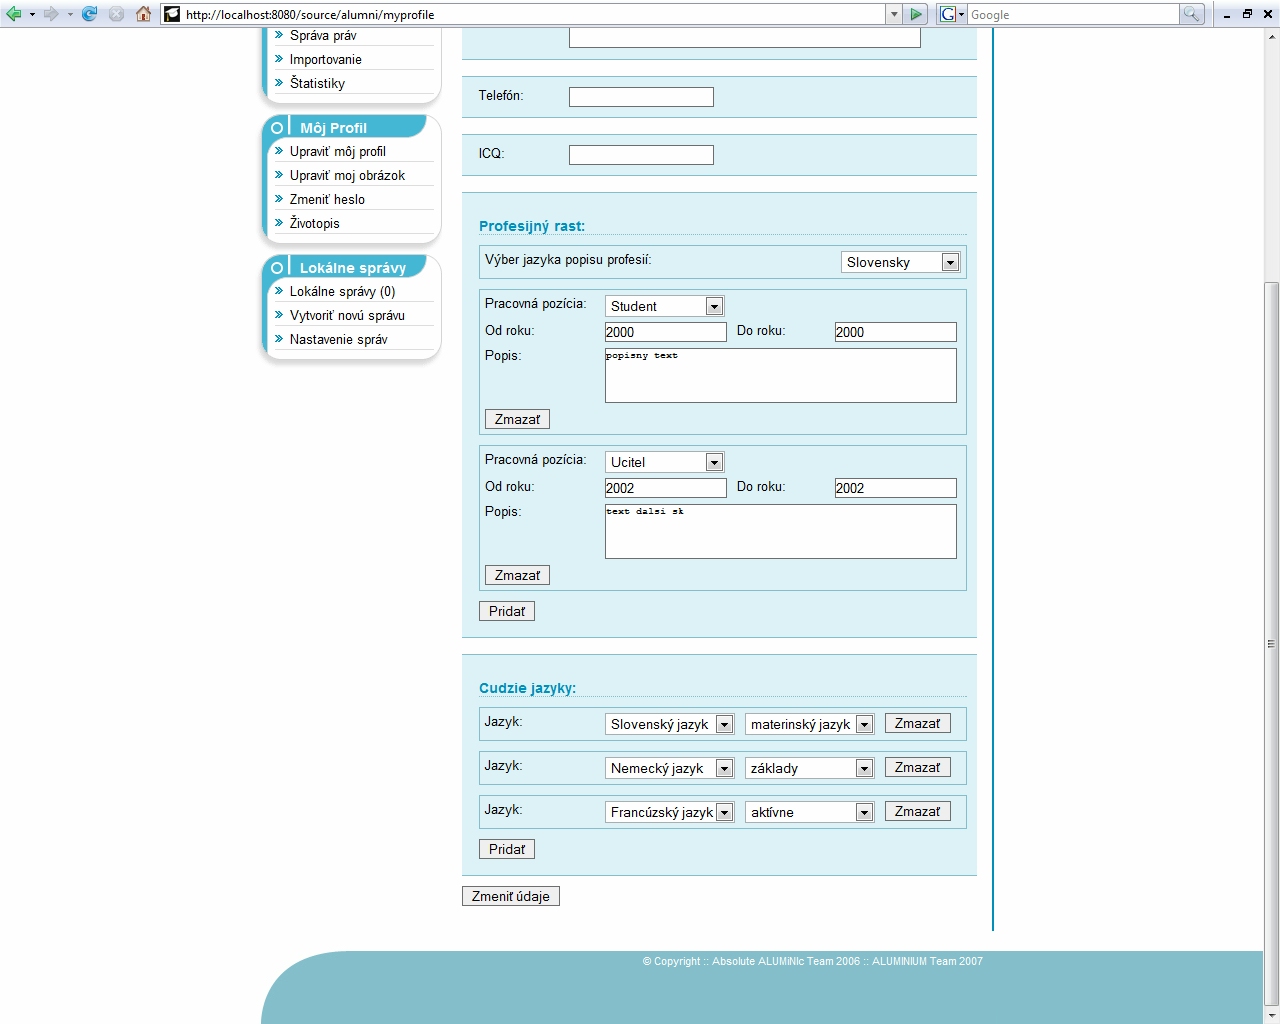 http://localhost:8080/source/alumni/myprofile
Google
Správa práv
Importovanie
Štatistiky
Môj Profil
Upraviť môj profil
Upraviť moj obrázok
Zmeniť heslo
Životopis
Lokálne správy
Lokálne správy (0)
Vytvoriť novú správu
Nastavenie správ
Telefón:
ICQ:
Profesijný rast:
Výber jazyka popisu profesií: Slovensky
Pracovná pozícia: Student
Od roku: 2000 Do roku: 2000
Popis: popisny text
Zmazať
Pracovná pozícia: Ucitel
Od roku: 2002 Do roku: 2002
Popis: text dalsi sk
Zmazať
Pridať
Cudzie jazyky:
Jazyk: Slovenský jazyk materinský jazyk Zmazať
Jazyk: Nemecký jazyk základy Zmazať
Jazyk: Francúzský jazyk aktívne Zmazať
Pridať
Zmeniť údaje
© Copyright :: Absolute ALUMiNIc Team 2006 :: ALUMINIUM Team 2007